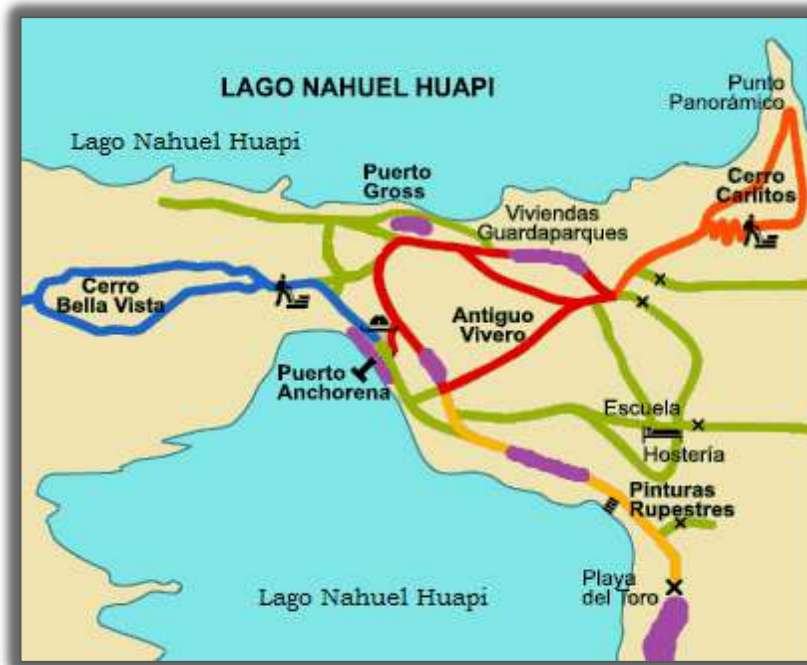 LAGO NAHUEL HUAPI
Punto
Panorámico
Lago Nahuel Huapi
Puerto
Gross
Cerro
Carlitos
Viviendas
Guardaparques
Cerro
Bella Vista
Antiguo
Vivero
Puerto
Anchorena
Escuela
Hostería
Pinturas
Rupestres
Playa
del Toro
Lago Nahuel Huapi